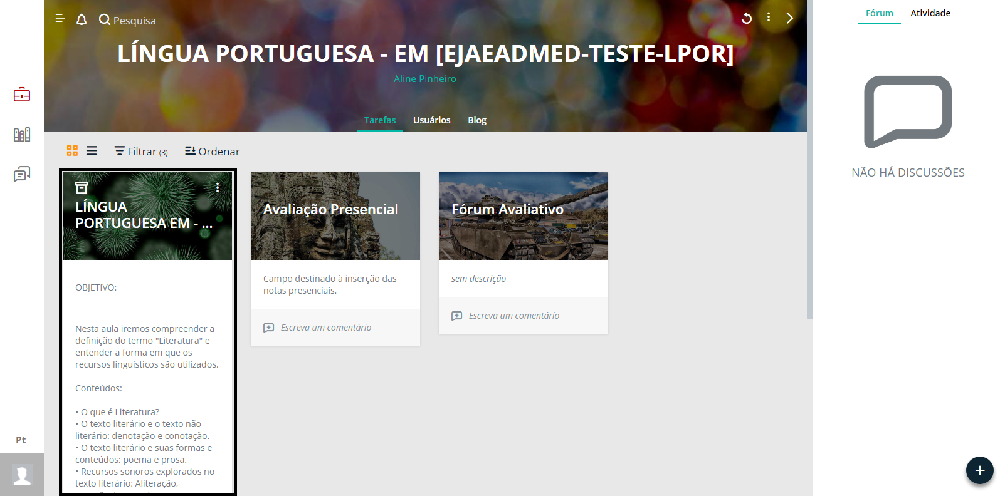 Pesquisa
LÍNGUA PORTUGUESA - EM [EJAEADMED-TESTE-LPOR]
Aline Pinheiro
Tarefas Usuários Blog
Filtrar (3) Ordenar
LÍNGUA
PORTUGUESA EM - ...
OBJETIVO:
Nesta aula iremos compreender a
definição do termo "Literatura" e
entender a forma em que os
recursos linguísticos são utilizados.
Conteúdos:
• O que é Literatura?
• O texto literário e o texto não
literário: denotação e conotação.
• O texto literário e suas formas e
conteúdos: poema e prosa.
• Recursos sonoros explorados no
texto literário: Aliteração,
Avaliação Presencial
Campo destinado à inserção das
notas presenciais.
Escreva um comentário
Fórum Avaliativo
sem descrição
Escreva um comentário
Fórum Atividade
NÃO HÁ DISCUSSÕES
Pt